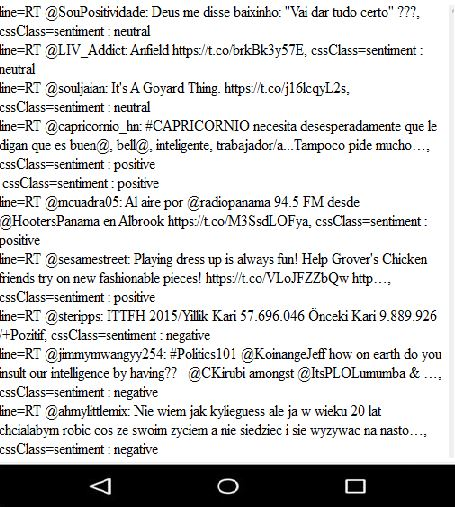 line=RT @SouPositividade: Deus me disse baixinho: "Vai dar tudo certo" ???,
cssClass=sentiment : neutral
line=RT @LIV_Addict: Anfield https://t.co/brkBk3y57E, cssClass=sentiment :
neutral
line=RT @souljaian: It's A Goyard Thing. https://t.co/j16lcqyL2s,
cssClass=sentiment : neutral
line=RT @capricornio_hn: #CAPRICORNIO necesita desesperadamente que le
digan que es buen@, bell@, inteligente, trabajador/a...Tampoco pide mucho…,
cssClass=sentiment : positive
cssClass=sentiment : positive
line=RT @mcuadra05: Al aire por @radiopanama 94.5 FM desde
@HootersPanama en Albrook https://t.co/M3SsdLOFya, cssClass=sentiment :
positive
line=RT @sesamestreet: Playing dress up is always fun! Help Grover's Chicken
friends try on new fashionable pieces! https://t.co/VLoJFZZbQw http…,
cssClass=sentiment : positive
line=RT @steripps: ITTFH 2015/Yillik Kari 57.696.046 Önceki Kari 9.889.926
/+Pozitif, cssClass=sentiment : negative
line=RT @jimmymwangyy254: #Politics101 @KoinangeJeff how on earth do you
insult our intelligence by having?? @CKirubi amongst @ItsPLOLumumba & …,
cssClass=sentiment : negative
line=RT @ahmylittlemix: Nie wiem jak kylieguess ale ja w wieku 20 lat
chcialabym robic cos ze swoim zyciem a nie siedziec i sie wyzywac na nasto…,
cssClass=sentiment : negative